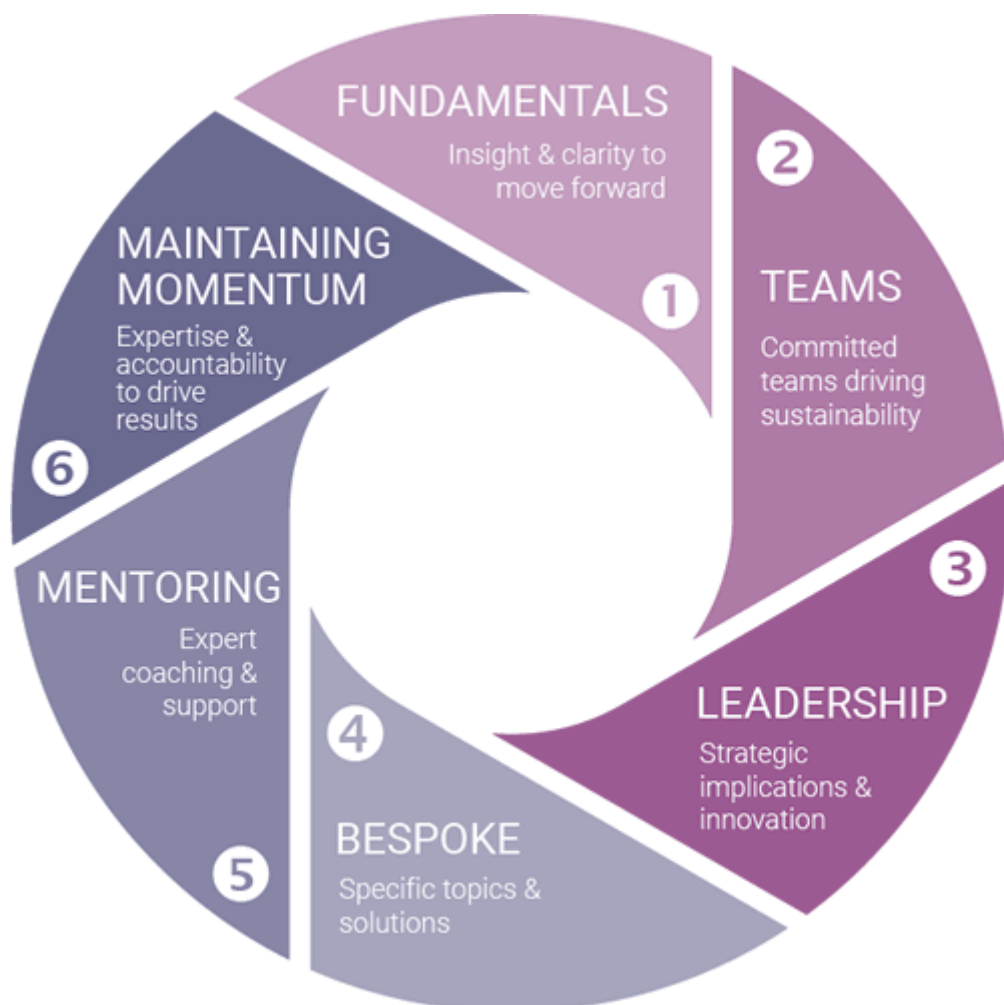 FUNDAMENTALS
Insight & clarity to
move forward
1
2
TEAMS
Committed
teams driving
sustainability
3
LEADERSHIP
Strategic
implications &
innovation
4
BESPOKE
Specific topics &
solutions
MENTORING
Expert
coaching &
support
5
MAINTAINING
MOMENTUM
Expertise &
accountability
to drive
results
6